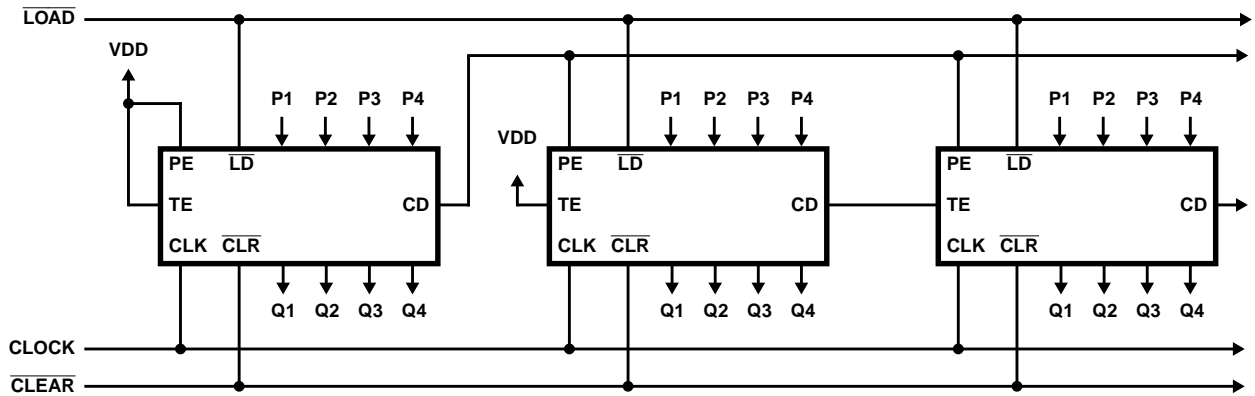 LOAD
VDD
P1 P2 P3 P4
PE LD
TE CD
CLK CLR
Q1 Q2 Q3 Q4
VDD
P1 P2 P3 P4
PE LD
TE CD
CLK CLR
Q1 Q2 Q3 Q4
P1 P2 P3 P4
PE LD
TE CD
CLK CLR
Q1 Q2 Q3 Q4
CLOCK
CLEAR